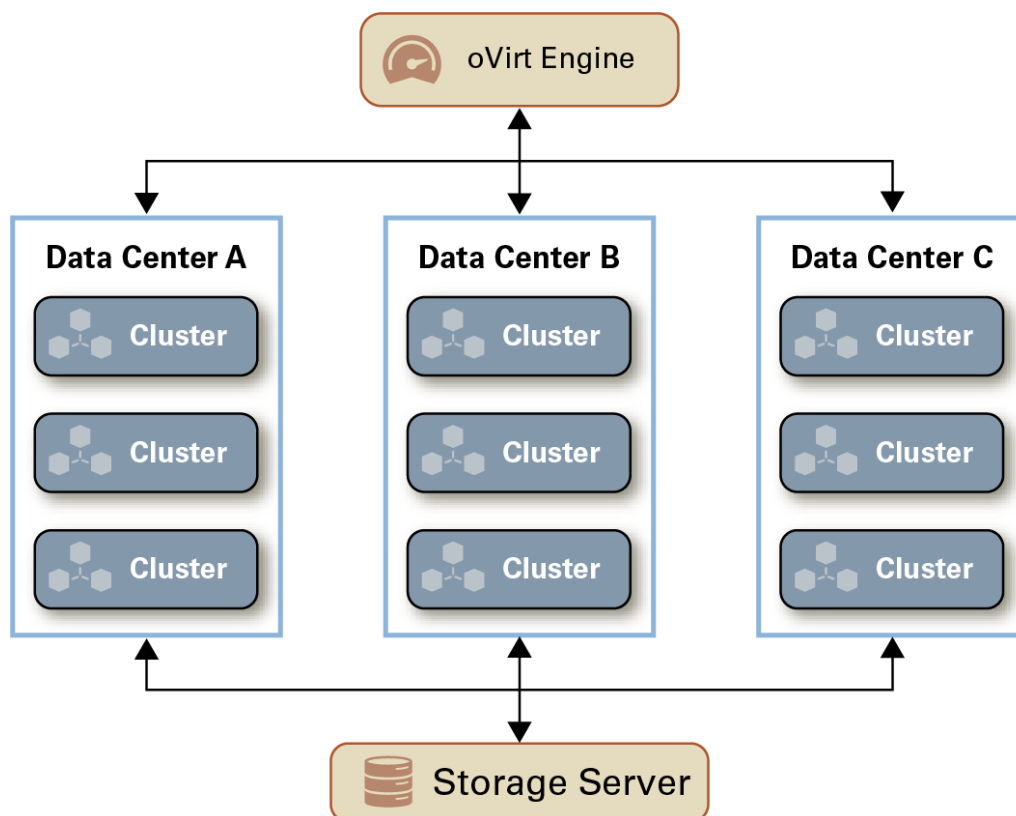 oVirt Engine
Data Center A
Cluster
Cluster
Cluster
Data Center B
Cluster
Cluster
Cluster
Data Center C
Cluster
Cluster
Cluster
Storage Server